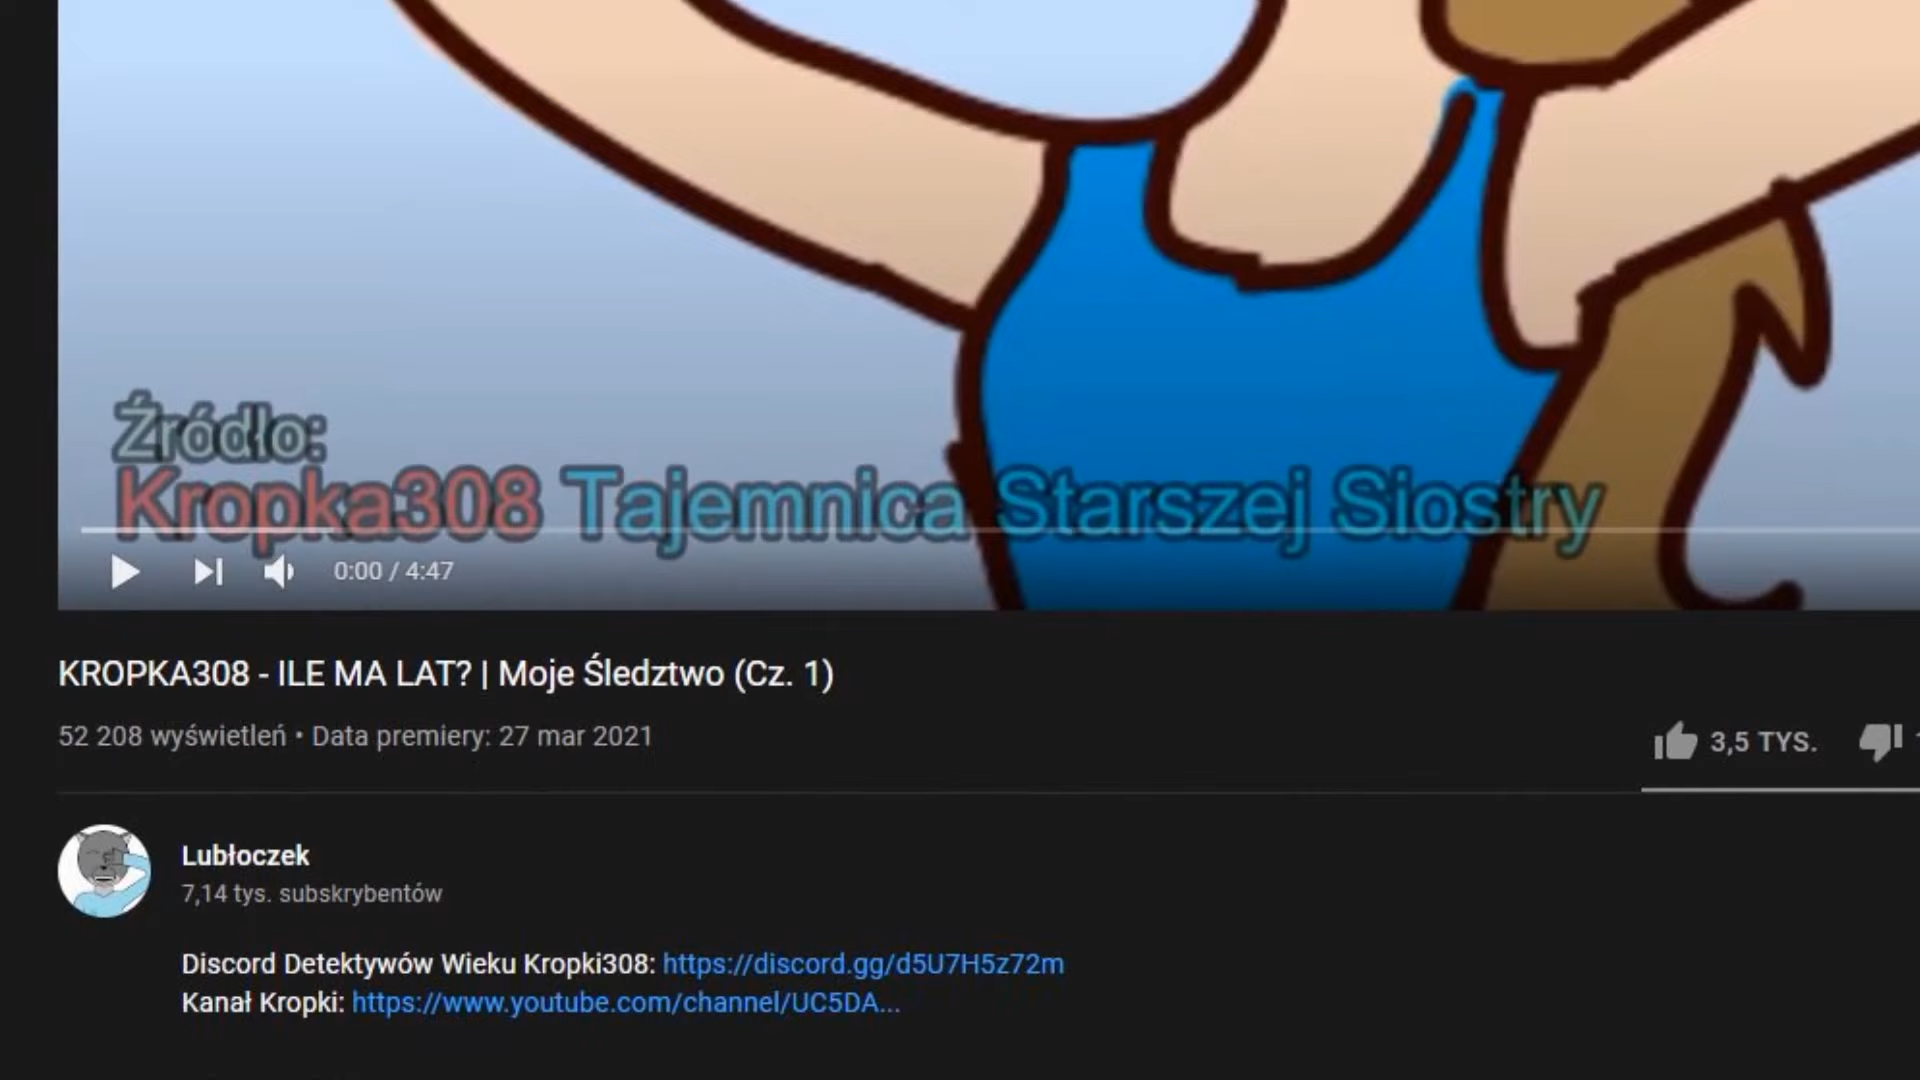 Źródło:
Kropka308 Tajemnica Starszej Siostry
0:00 / 4:47
KROPKA308 - ILE MA LAT? | Moje Śledztwo (Cz. 1)
52 208 wyświetleń • Data premiery: 27 mar 2021
3,5 TYS.
Lubłoczek
7,14 tys. subskrybentów
Discord Detektywów Wieku Kropki308: https://discord.gg/d5U7H5z72m
Kanał Kropki: https://www.youtube.com/channel/UC5DA...